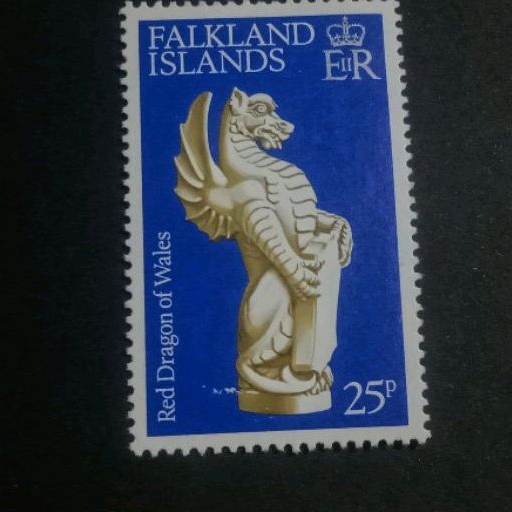 FALKLAND
ISLANDS
EIIR
Red Dragon of Wales
25P